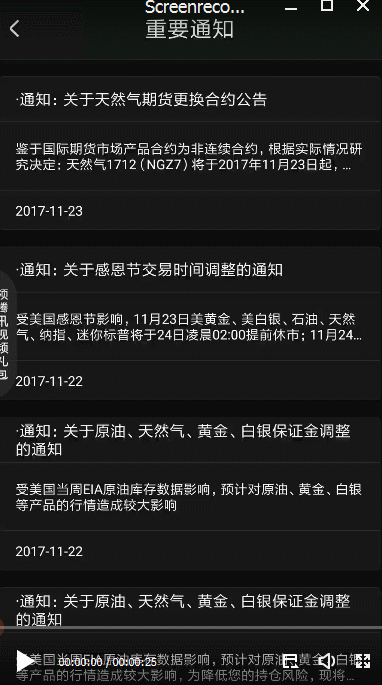 Screenreco...
重要通知
·通知：关于天然气期货更换合约公告
鉴于国际期货市场产品合约为非连续合约，根据实际情况研
究决定：天然气1712（NGZ7）将于2017年11月23日起，...
2017-11-23
·通知：关于感恩节交易时间调整的通知
受美国感恩节影响，11月23日美黄金、美白银、石油、天然
气、纳指、迷你标普将于24日凌晨02:00提前休市；11月24...
2017-11-22
领腾讯视频礼包
·通知：关于原油、天然气、黄金、白银保证金调整
的通知
受美国当周EIA原油库存数据影响，预计对原油、黄金、白银
等产品的行情造成较大影响
2017-11-22
·通知：关于原油、天然气、黄金、白银保证金调整
的通知
受美国当周EIA原油库存数据影响，预计对原油、黄金、白银
等产品的行情造成较大影响，为降低您的持仓风险，现将...
00:00:00 / 00:00:25